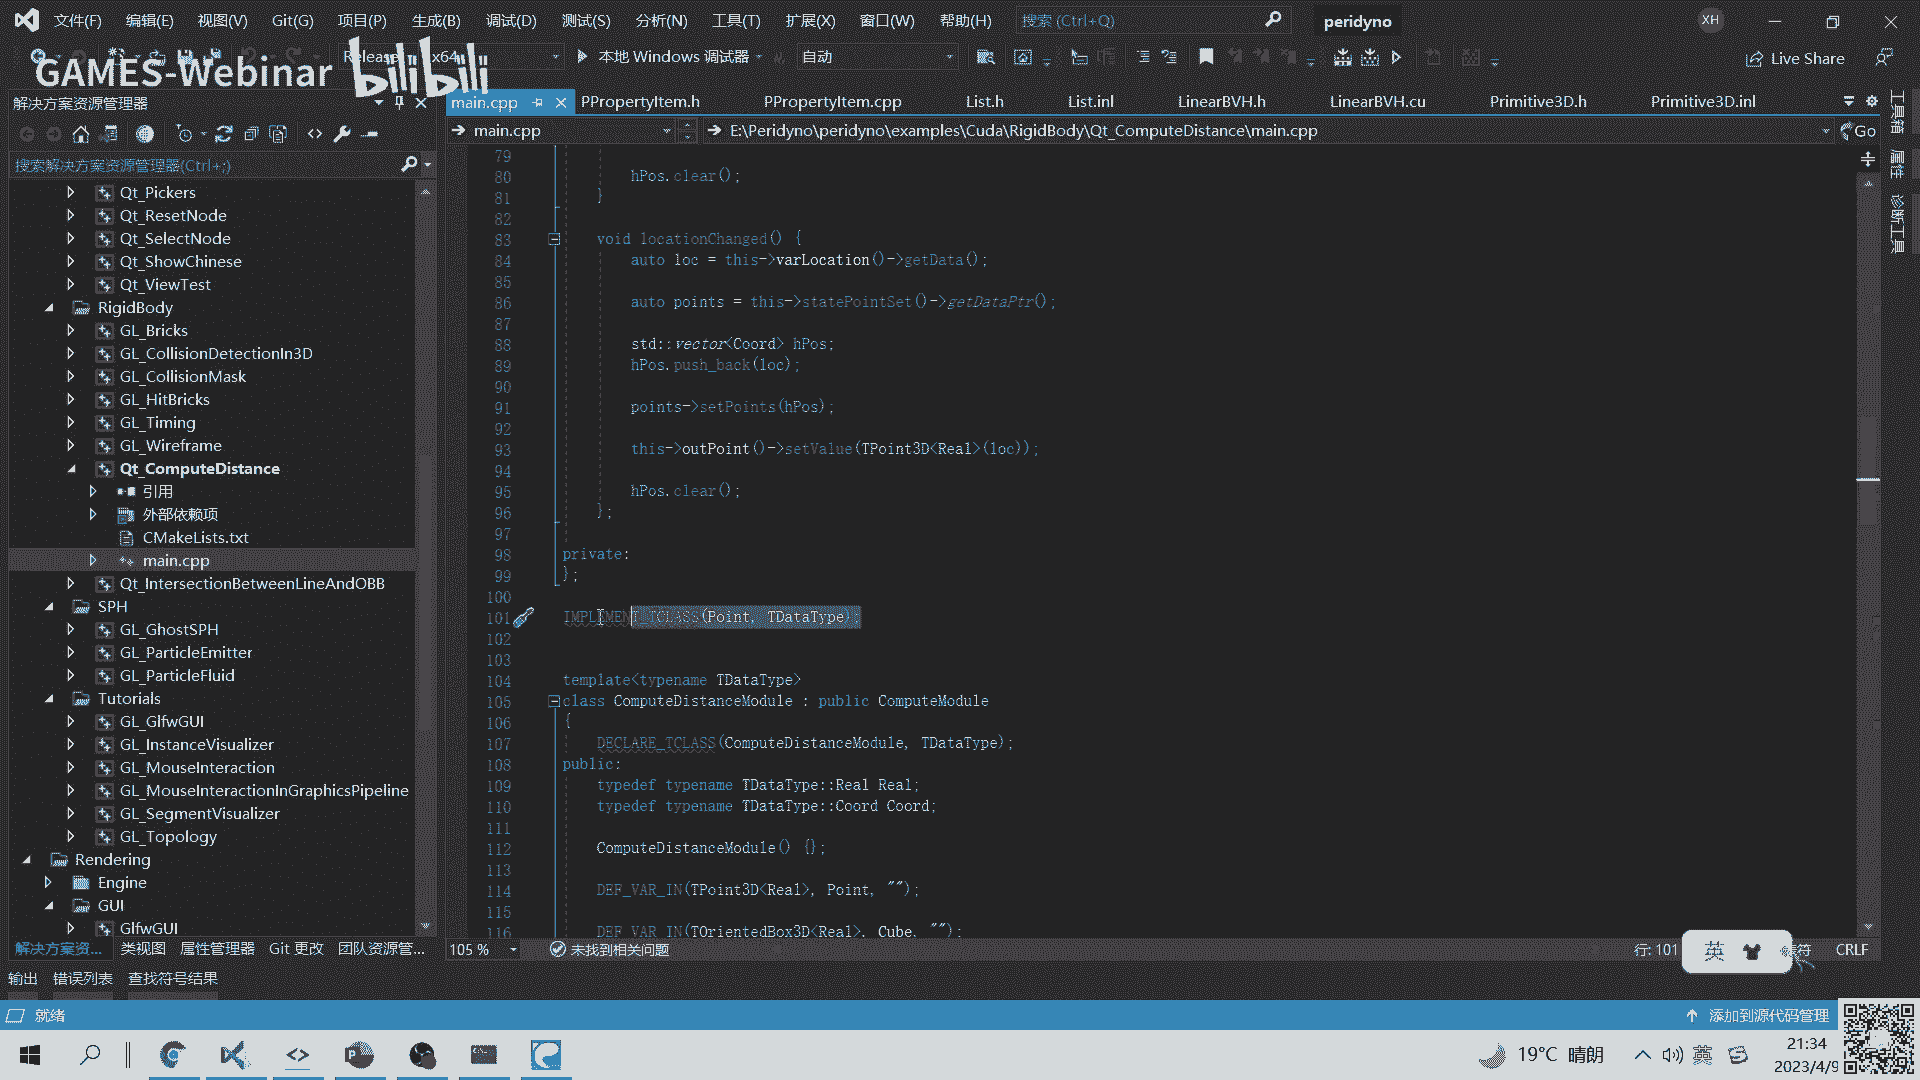 文件(F) 编辑(E) 视图(V) Git(G) 项目(P) 生成(B) 调试(D) 测试(S) 分析(N) 工具(T) 扩展(X) 窗口(W) 帮助(H) 搜索 (Ctrl+Q) peridyno XH
Release x64 本地 Windows 调试器 自动 Live Share
GAMES-Webinar bilibili
解决方案资源管理器
main.cpp PPropertyItem.h PPropertyItem.cpp List.h List.inl LinearBVH.h LinearBVH.cu Primitive3D.h Primitive3D.inl
main.cpp E:\Peridyno\peridyno\examples\Cuda\RigidBody\Qt_ComputeDistance\main.cpp Go
工具箱
属性
诊断工具
搜索解决方案资源管理器(Ctrl+;)
Qt_Pickers
Qt_ResetNode
Qt_SelectNode
Qt_ShowChinese
Qt_ViewTest
RigidBody
GL_Bricks
GL_CollisionDetectionIn3D
GL_CollisionMask
GL_HitBricks
GL_Timing
GL_Wireframe
Qt_ComputeDistance
引用
外部依赖项
CMakeLists.txt
main.cpp
Qt_IntersectionBetweenLineAndOBB
SPH
GL_GhostSPH
GL_ParticleEmitter
GL_ParticleFluid
Tutorials
GL_GlfwGUI
GL_InstanceVisualizer
GL_MouseInteraction
GL_MouseInteractionInGraphicsPipeline
GL_SegmentVisualizer
GL_Topology
Rendering
Engine
GUI
GlfwGUI
解决方案资... 类视图 属性管理器 Git 更改 团队资源管...
79
80 hPos.clear();
81 }
82
83 void locationChanged() {
84 auto loc = this->varLocation()->getData();
85
86 auto points = this->statePointSet()->getDataPtr();
87
88 std::vector<Coord> hPos;
89 hPos.push_back(loc);
90
91 points->setPoints(hPos);
92
93 this->outPoint()->setValue(TPoint3D<Real>(loc));
94
95 hPos.clear();
96 };
97
98 private:
99 };
100
101 IMPLEMENT_TCLASS(Point, TDataType);
102
103
104 template<typename TDataType>
105 class ComputeDistanceModule : public ComputeModule
106 {
107 DECLARE_TCLASS(ComputeDistanceModule, TDataType);
108 public:
109 typedef typename TDataType::Real Real;
110 typedef typename TDataType::Coord Coord;
111
112 ComputeDistanceModule() {};
113
114 DEF_VAR_IN(TPoint3D<Real>, Point, "");
115
116 DEF_VAR_IN(TOrientedBox3D<Real>, Cube, "");
105 % 未找到相关问题 行: 101 英 符 CRLF
输出 错误列表 查找符号结果
就绪 添加到源代码管理
19°C 晴朗 英 21:34
2023/4/9